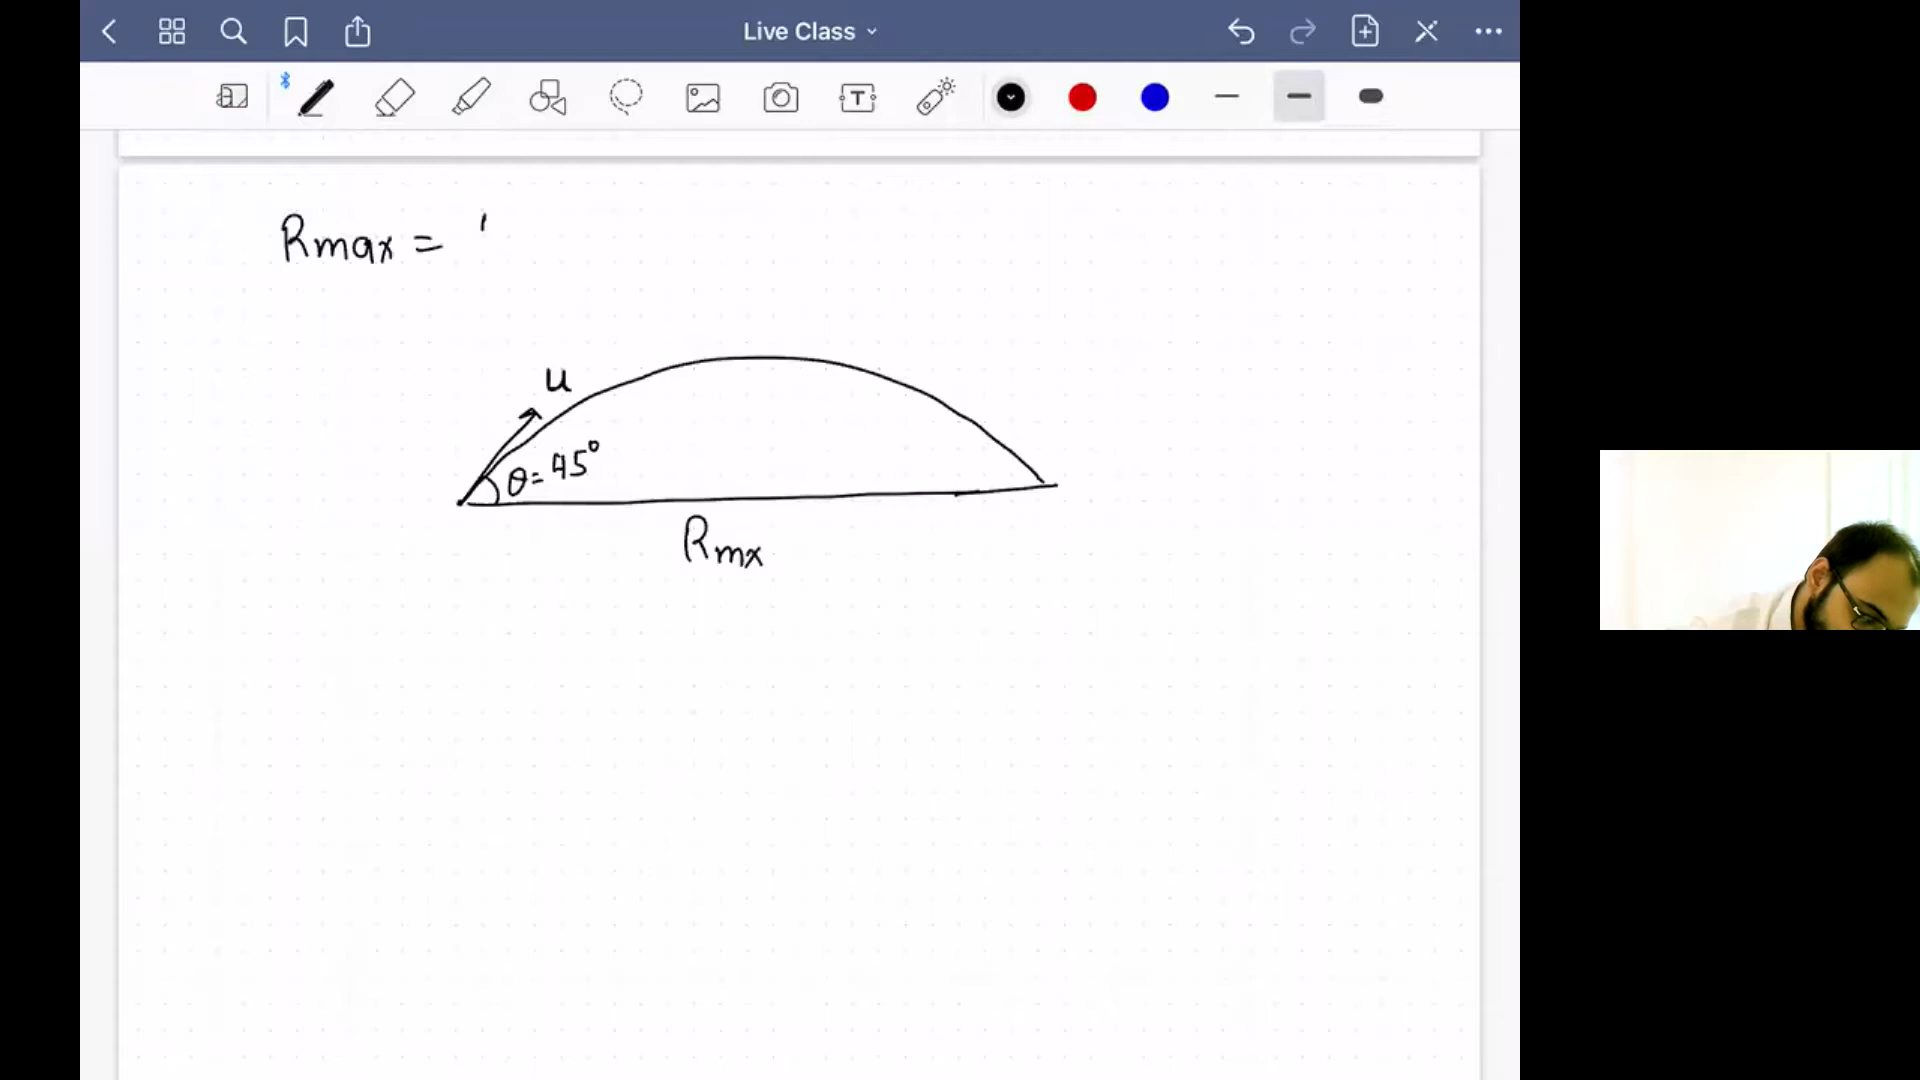 Live Class
T
Rmax = '
u
θ = 45°
Rmx